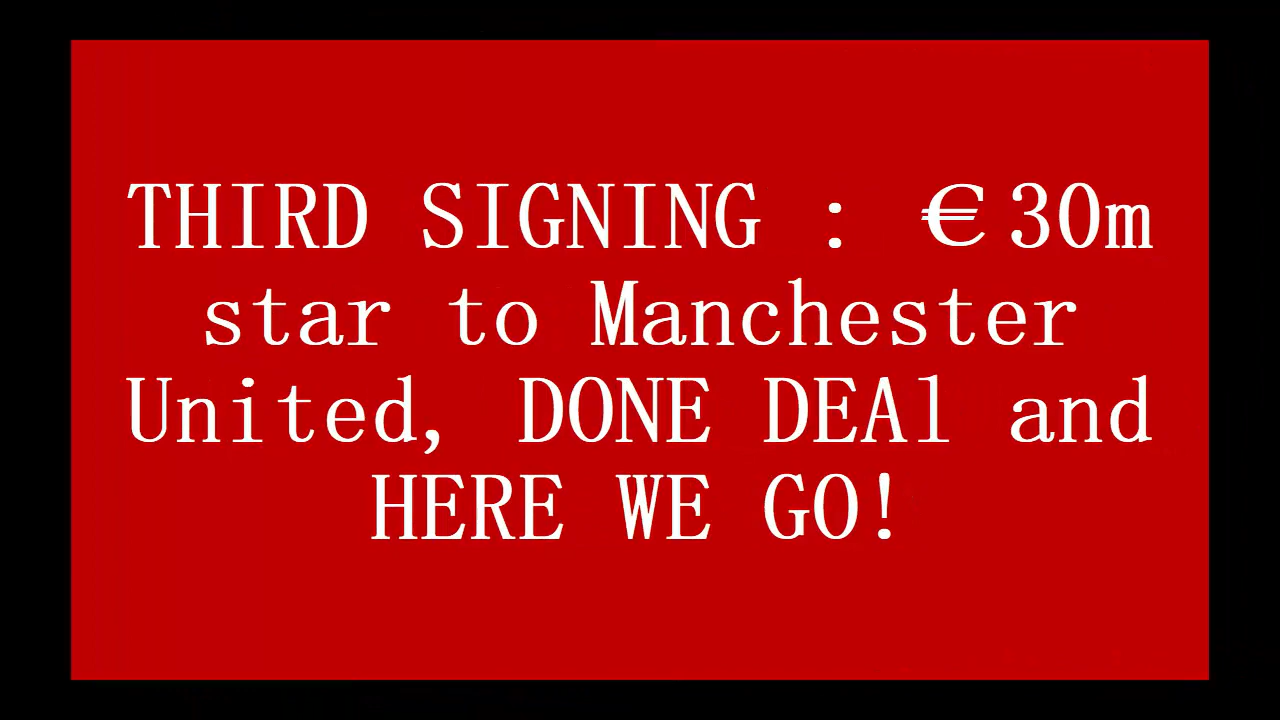 THIRD SIGNING : €30m
star to Manchester
United, DONE DEAl and
HERE WE GO!